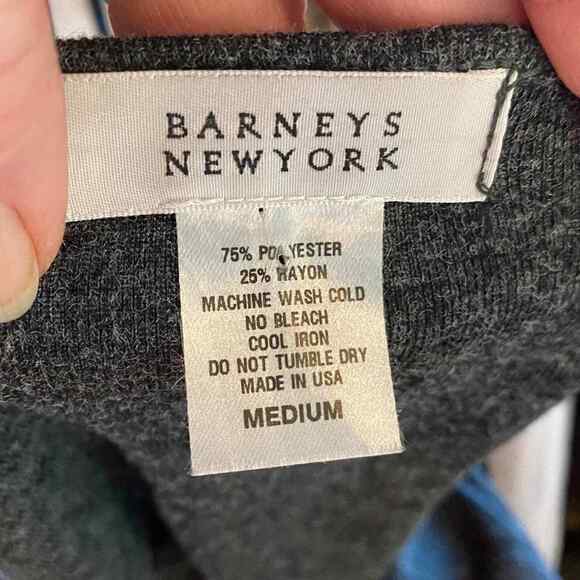 BARNEYS
NEWYORK
75% POLYESTER
25% RAYON
MACHINE WASH COLD
NO BLEACH
COOL IRON
DO NOT TUMBLE DRY
MADE IN USA
MEDIUM